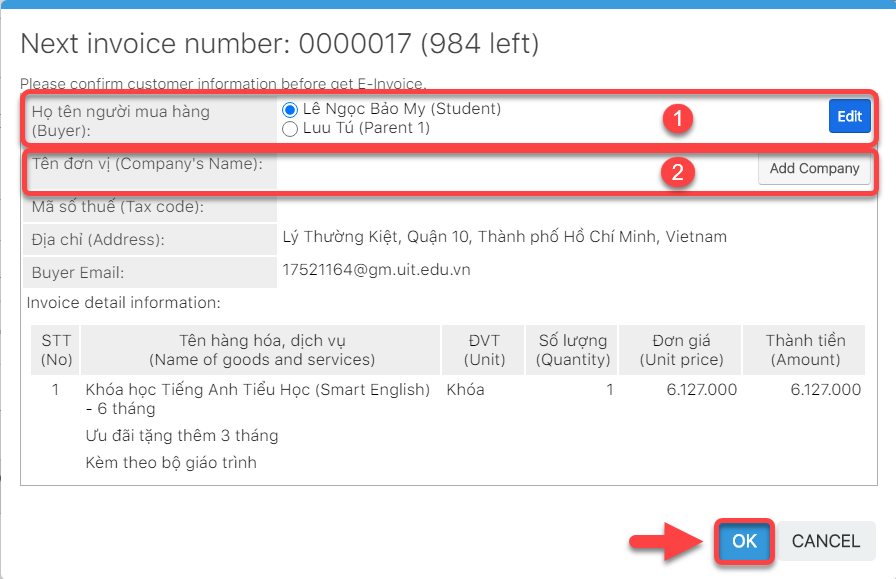 Next invoice number: 0000017 (984 left)
Please confirm customer information before get E-Invoice.
Họ tên người mua hàng
(Buyer):
Lê Ngọc Bảo My (Student)
Luu Tú (Parent 1)
1
Edit
Tên đơn vị (Company's Name):
2
Add Company
Mã số thuế (Tax code):
Địa chỉ (Address):
Lý Thường Kiệt, Quận 10, Thành phố Hồ Chí Minh, Vietnam
Buyer Email:
17521164@gm.uit.edu.vn
Invoice detail information:
STT
(No)
Tên hàng hóa, dịch vụ
(Name of goods and services)
ĐVT
(Unit)
Số lượng
(Quantity)
Đơn giá
(Unit price)
Thành tiền
(Amount)
1
Khóa học Tiếng Anh Tiểu Học (Smart English)
- 6 tháng
Ưu đãi tặng thêm 3 tháng
Kèm theo bộ giáo trình
Khóa
1
6.127.000
6.127.000
OK
CANCEL